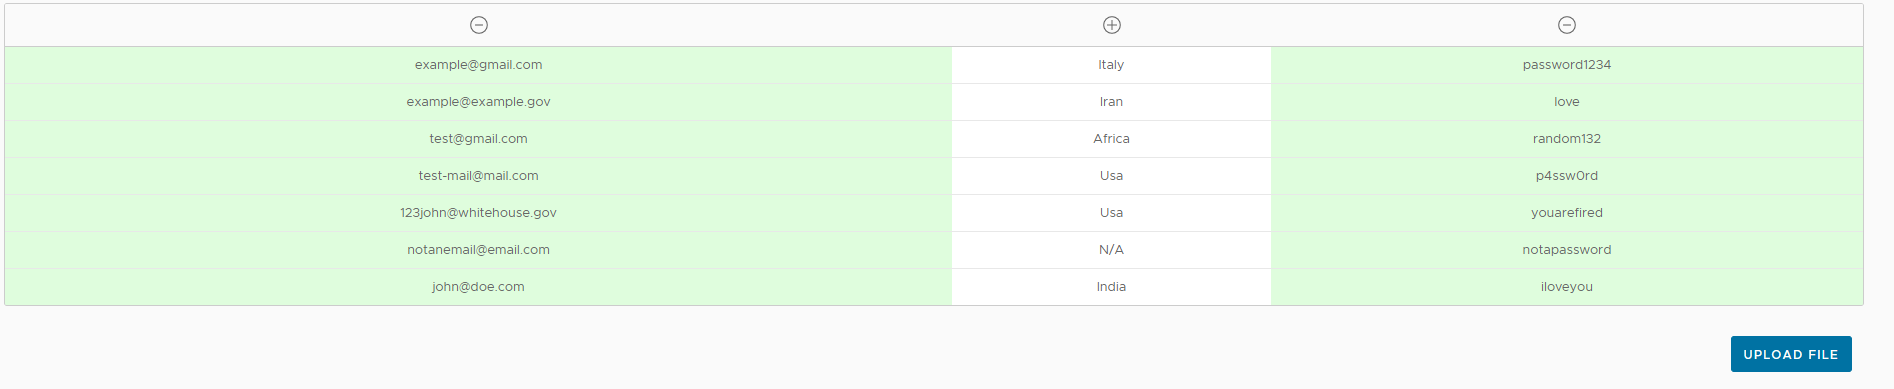 example@gmail.com Italy password1234
example@example.gov Iran love
test@gmail.com Africa random132
test-mail@mail.com Usa p4ssw0rd
123john@whitehouse.gov Usa youarefired
notanemail@email.com N/A notapassword
john@doe.com India iloveyou
UPLOAD FILE